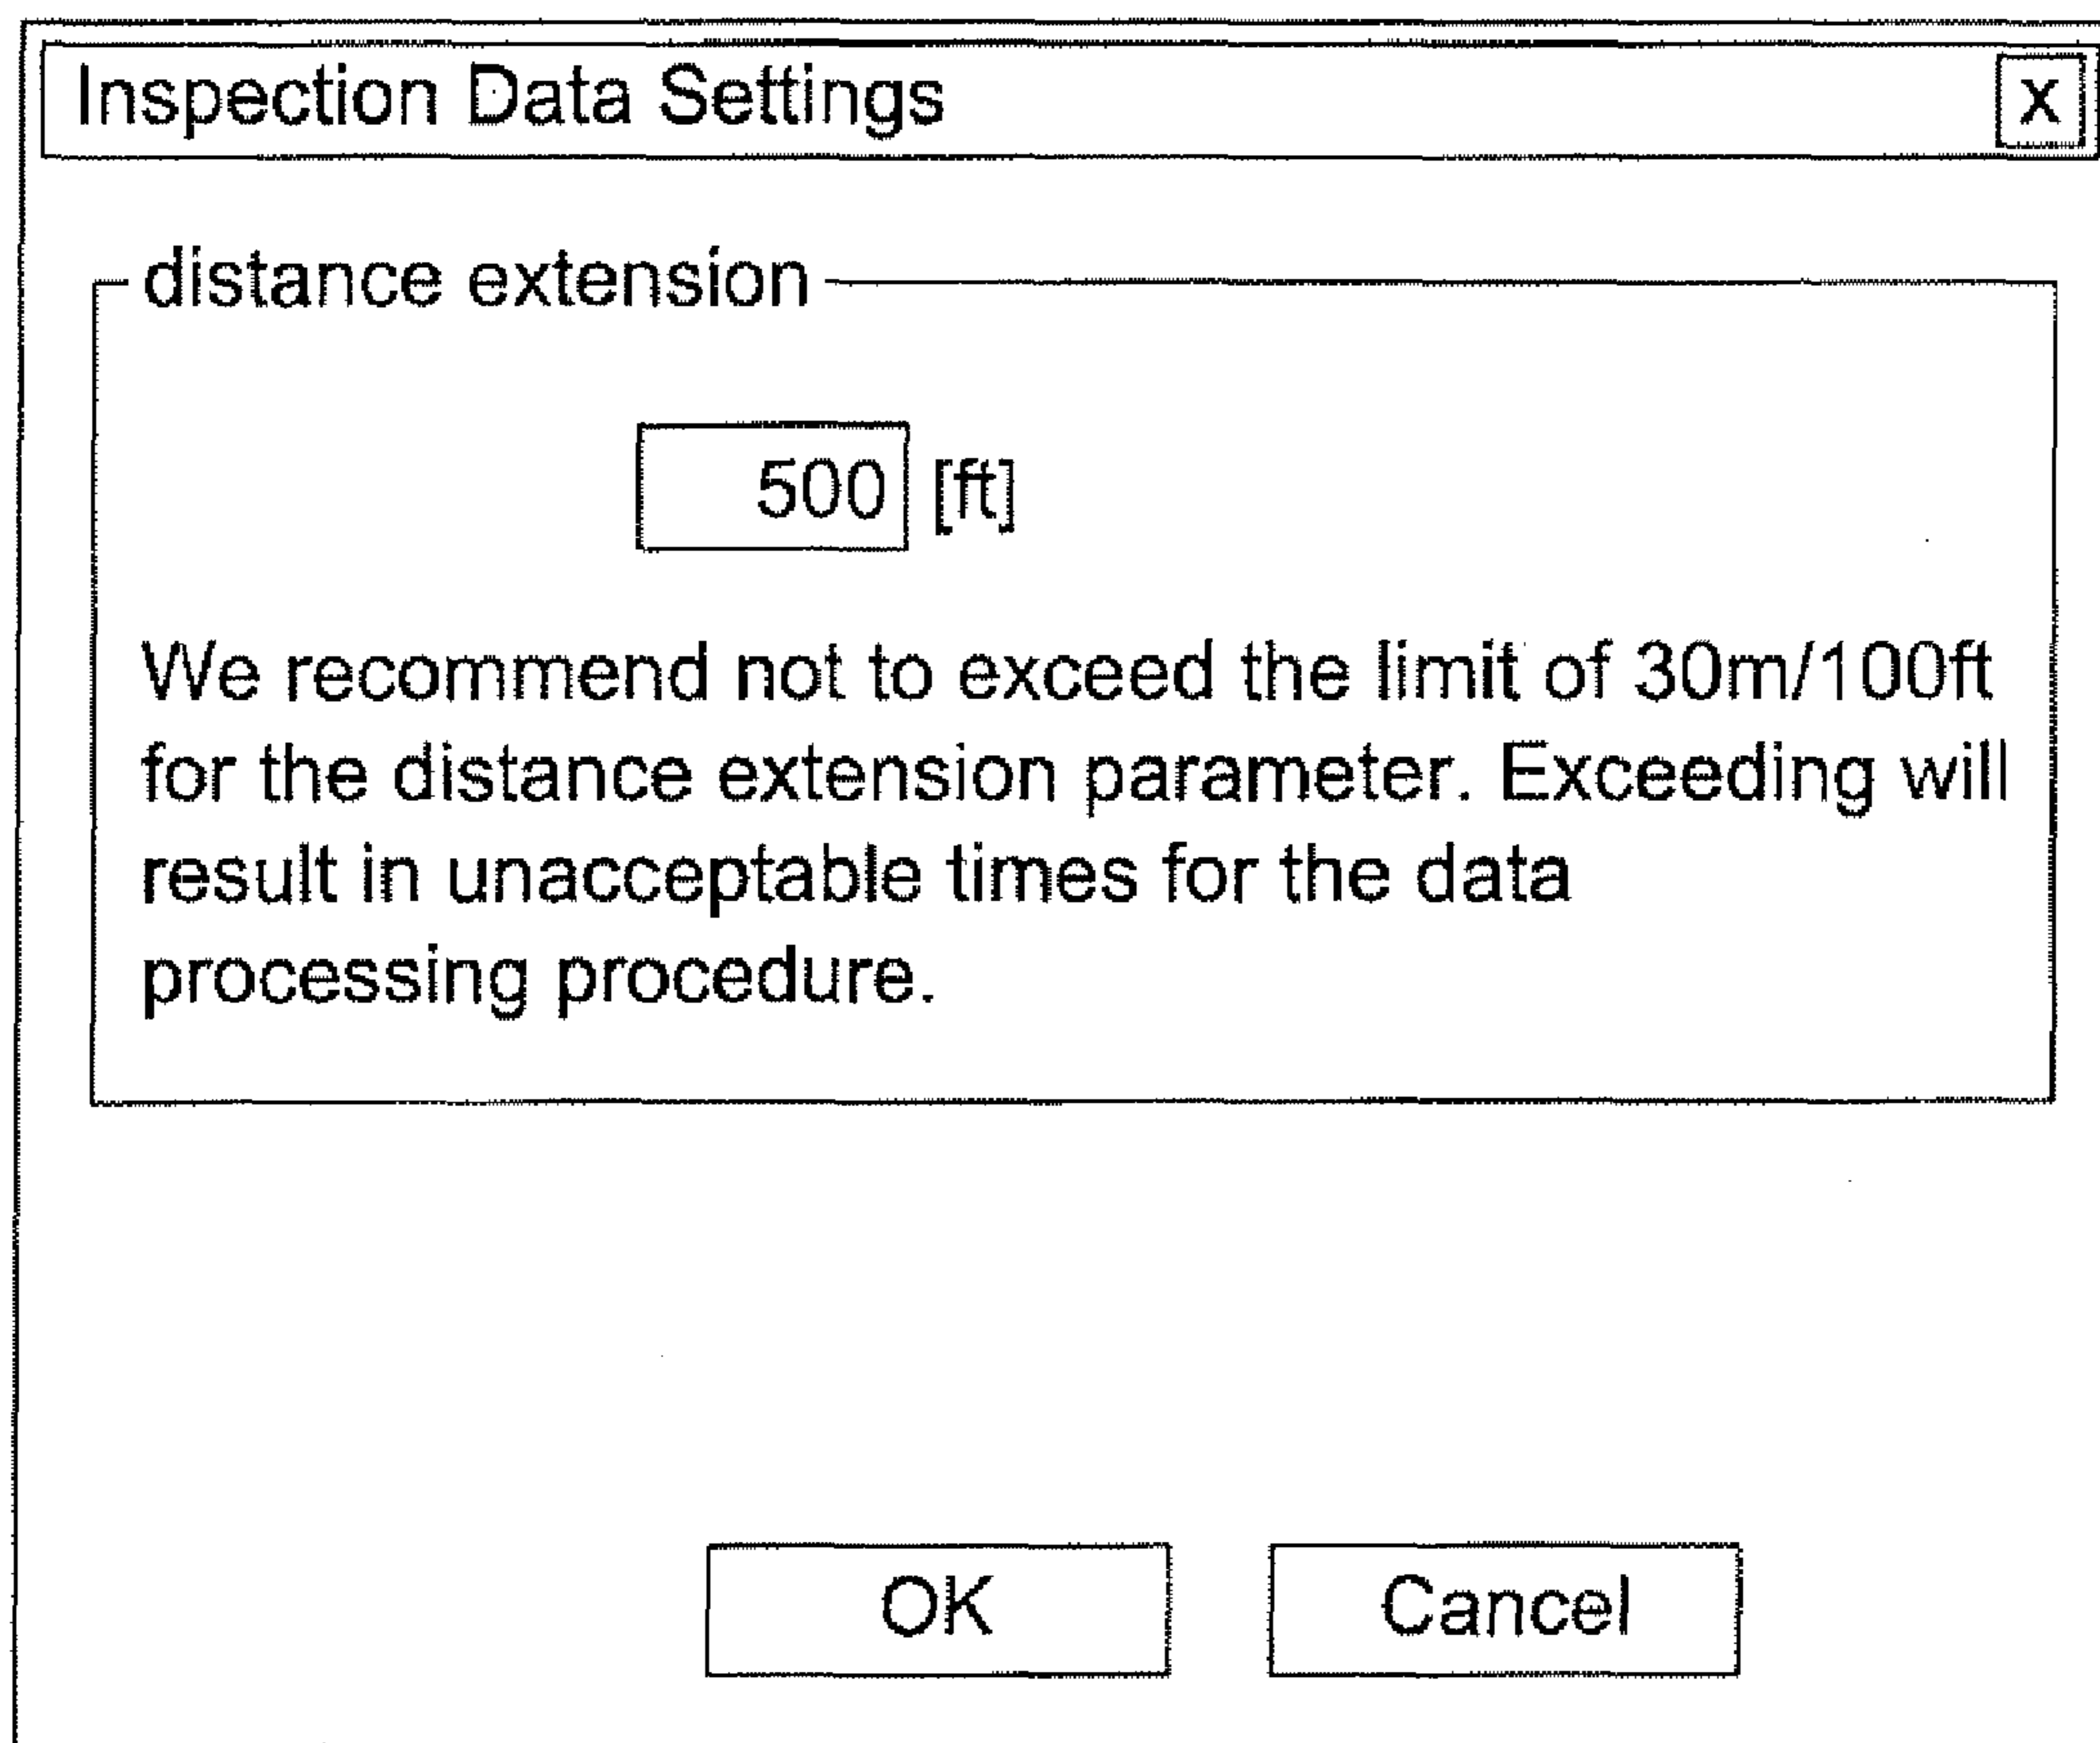 Inspection Data Settings x
distance extension
500 [ft]
We recommend not to exceed the limit of 30m/100ft
for the distance extension parameter. Exceeding will
result in unacceptable times for the data
processing procedure.
OK Cancel